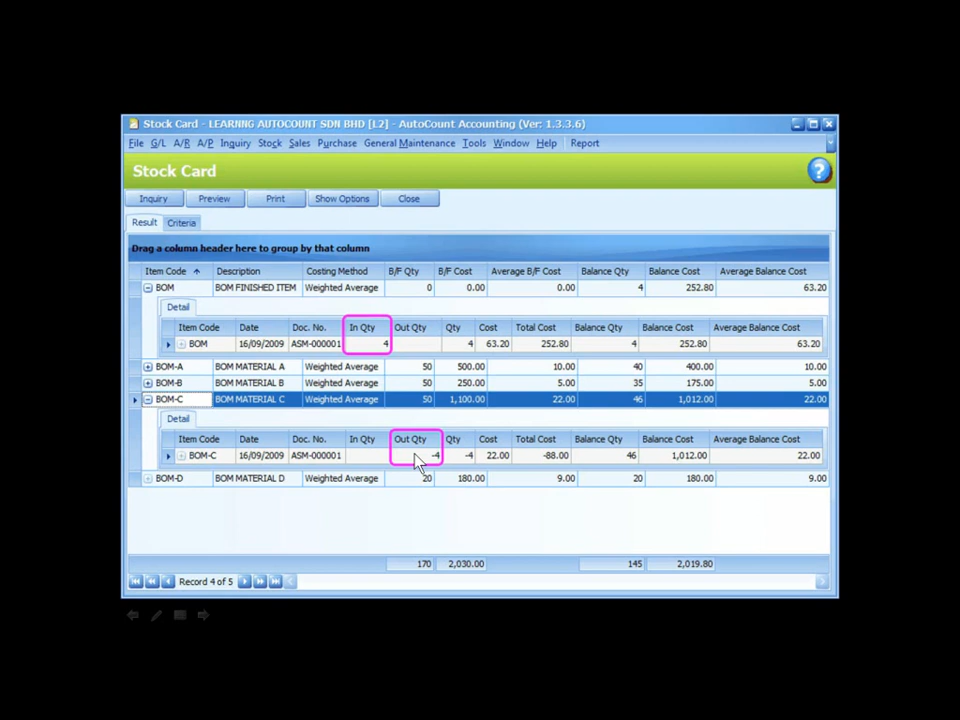 Stock Card - LEARNNG AUTOCOUNT SDN BHD [L2] - AutoCount Accounting (Ver: 1.3.3.6)
File G/L A/R A/P Inquiry Stock Sales Purchase General Maintenance Tools Window Help Report
Stock Card
Inquiry Preview Print Show Options Close
Result Criteria
Drag a column header here to group by that column
Item Code Description Costing Method B/F Qty B/F Cost Average B/F Cost Balance Qty Balance Cost Average Balance Cost
BOM BOM FINISHED ITEM Weighted Average 0 0.00 0.00 4 252.80 63.20
Detail
Item Code Date Doc. No. In Qty Out Qty Qty Cost Total Cost Balance Qty Balance Cost Average Balance Cost
BOM 16/09/2009 ASM-000001 4 4 63.20 252.80 4 252.80 63.20
BOM-A BOM MATERIAL A Weighted Average 50 500.00 10.00 40 400.00 10.00
BOM-B BOM MATERIAL B Weighted Average 50 250.00 5.00 35 175.00 5.00
BOM-C BOM MATERIAL C Weighted Average 50 1,100.00 22.00 46 1,012.00 22.00
Detail
Item Code Date Doc. No. In Qty Out Qty Qty Cost Total Cost Balance Qty Balance Cost Average Balance Cost
BOM-C 16/09/2009 ASM-000001 -4 -4 22.00 -88.00 46 1,012.00 22.00
BOM-D BOM MATERIAL D Weighted Average 20 180.00 9.00 20 180.00 9.00
170 2,030.00 145 2,019.80
Record 4 of 5